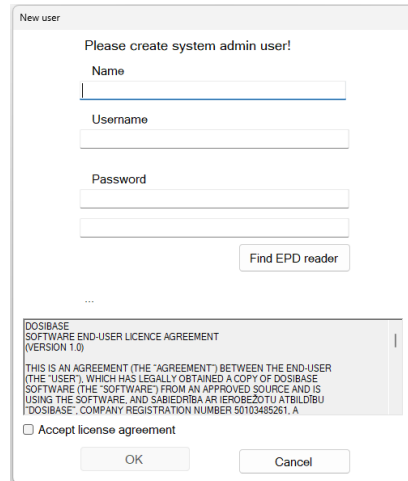 New user
Please create system admin user!
Name
Username
Password
Find EPD reader
...
DOSIBASE
SOFTWARE END-USER LICENCE AGREEMENT
(VERSION 1.0)
THIS IS AN AGREEMENT (THE "AGREEMENT") BETWEEN THE END-USER
(THE "USER"), WHICH HAS LEGALLY OBTAINED A COPY OF DOSIBASE
SOFTWARE (THE "SOFTWARE") FROM AN APPROVED SOURCE AND IS
USING THE SOFTWARE, AND SABIEDRĪBA AR IEROBEŽOTU ATBILDĪBU
"DOSIBASE", COMPANY REGISTRATION NUMBER 50103485261, A
Accept license agreement
OK
Cancel